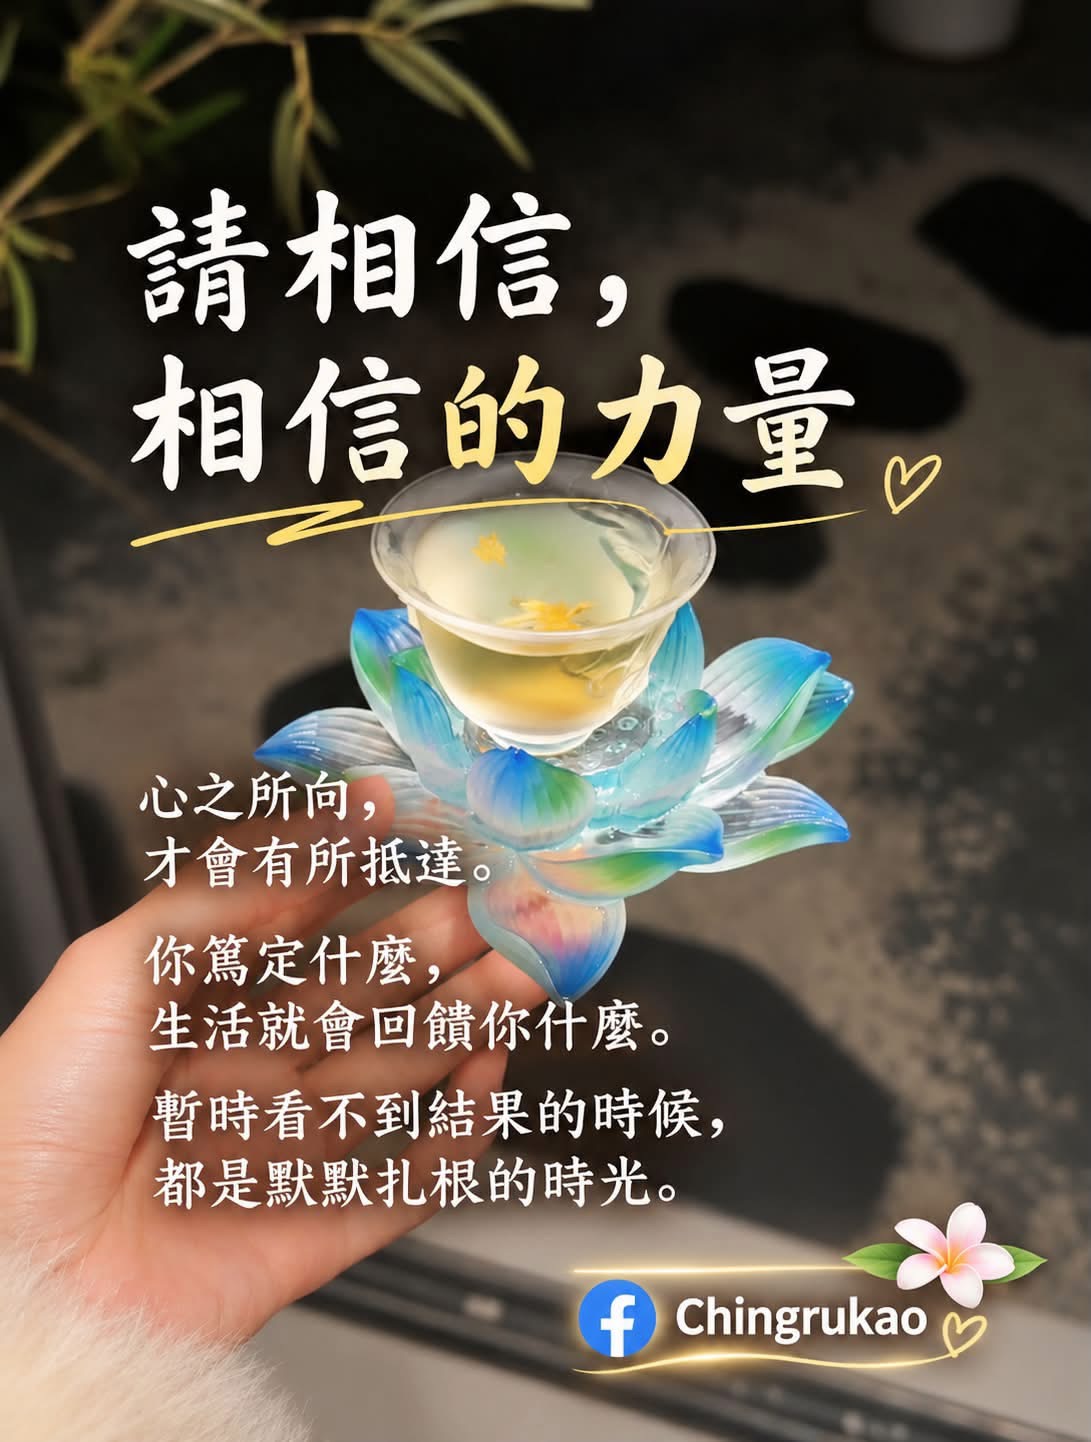 請相信，
相信的力量
心之所向，
才會有所抵達。
你篤定什麼，
生活就會回饋你什麼。
暫時看不到結果的時候，
都是默默扎根的時光。
Chingrukao